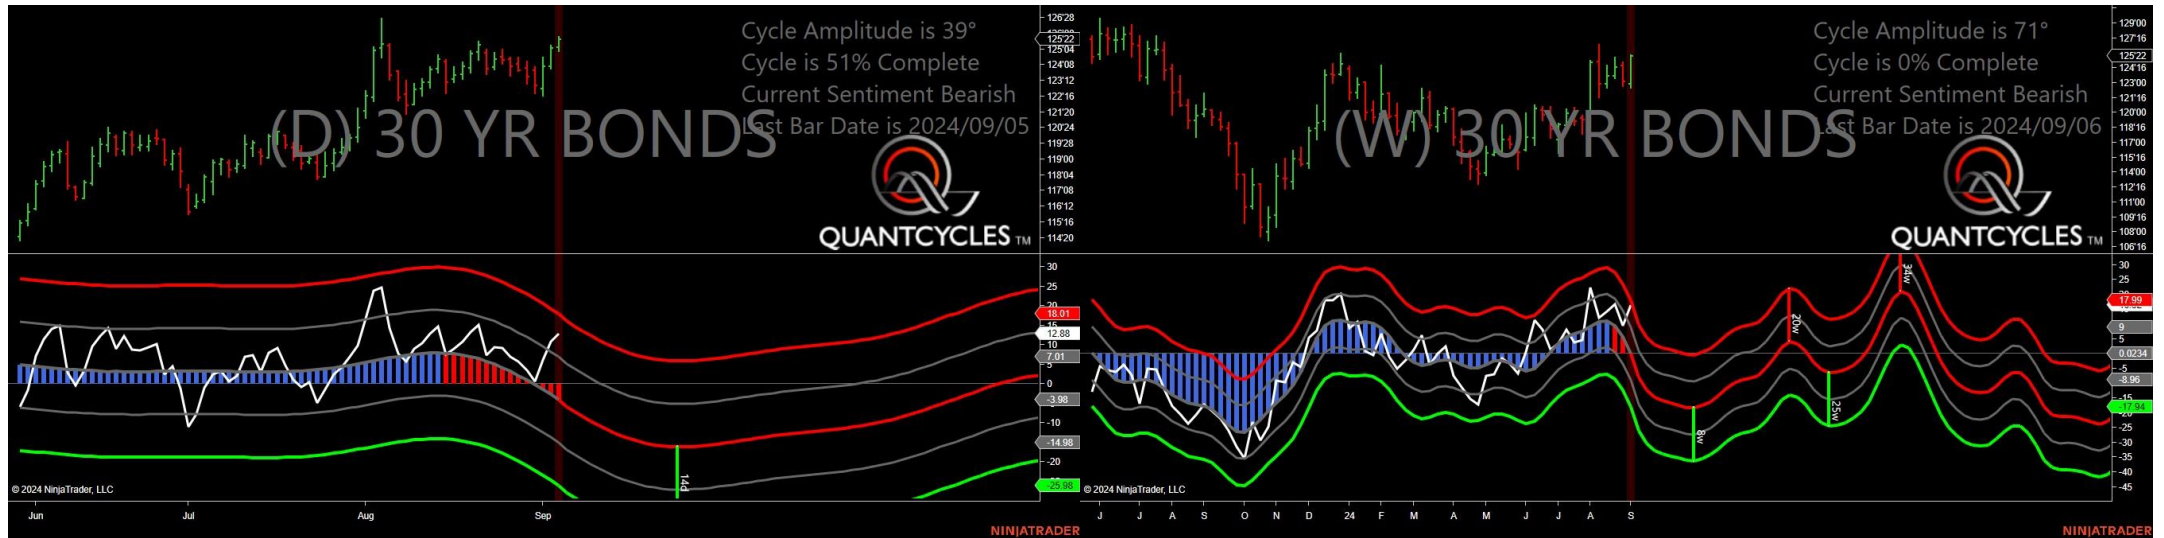 Cycle Amplitude is 39°
Cycle is 51% Complete
Current Sentiment Bearish
Last Bar Date is 2024/09/05
(D) 30 YR BONDS
QUANTCYCLES TM
126'28
125'22
125'04
124'08
123'12
122'16
121'20
120'24
119'28
119'00
118'04
117'08
116'12
115'16
114'20
30
25
20
18.01
15
12.88
10
7.01
5
0
-3.98
-10
-14.98
-20
-25.98
14d
© 2024 NinjaTrader, LLC
Jun
Jul
Aug
Sep
NINJATRADER
Cycle Amplitude is 71°
Cycle is 0% Complete
Current Sentiment Bearish
Last Bar Date is 2024/09/06
(W) 30 YR BONDS
QUANTCYCLES TM
129'00
127'16
125'22
124'16
123'00
121'16
120'00
118'16
117'00
115'16
114'00
112'16
111'00
109'16
108'00
106'16
30
25
17.99
9
5
0.0234
-5
-8.96
-15
-17.94
-25
-30
-35
-40
-45
8w
20w
25w
34w
© 2024 NinjaTrader, LLC
J
J
A
S
O
N
D
24
F
M
A
M
J
J
A
S
NINJATRADER